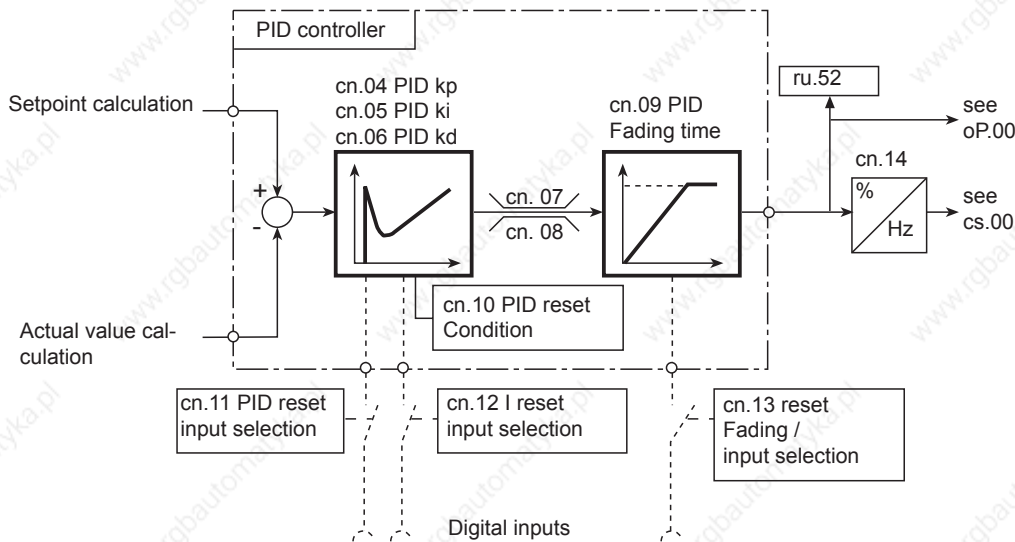 PID controller
Setpoint calculation
cn.04 PID kp
cn.05 PID ki
cn.06 PID kd
cn.09 PID
Fading time
ru.52
see
oP.00
cn.14
%
Hz
see
cs.00
+
-
cn. 07
cn. 08
cn.10 PID reset
Condition
Actual value cal-
culation
cn.11 PID reset
input selection
cn.12 I reset
input selection
cn.13 reset
Fading /
input selection
Digital inputs
www.rgbautomatyka.pl